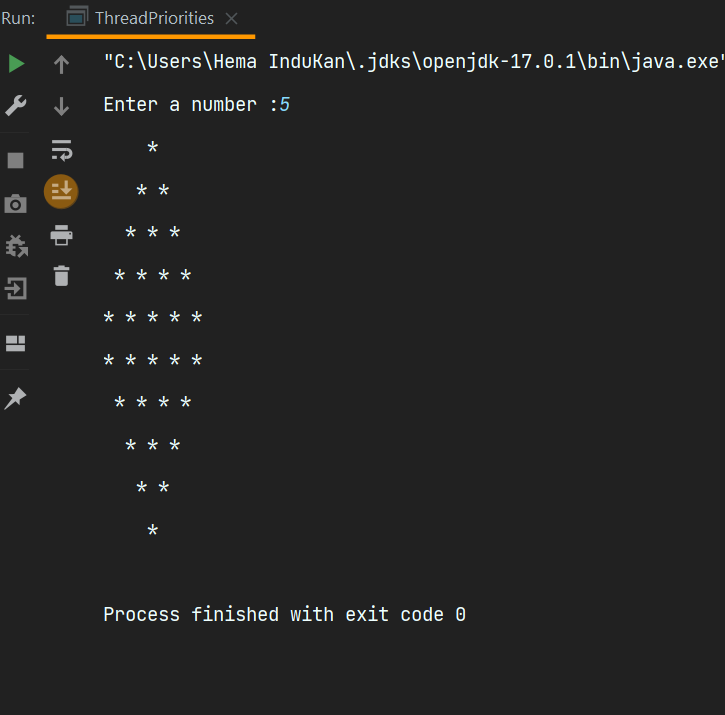 Run: ThreadPriorities
"C:\Users\Hema InduKan\.jdks\openjdk-17.0.1\bin\java.exe"
Enter a number :5
    *
   * *
  * * *
 * * * *
* * * * *
* * * * *
 * * * *
  * * *
   * *
    *
Process finished with exit code 0